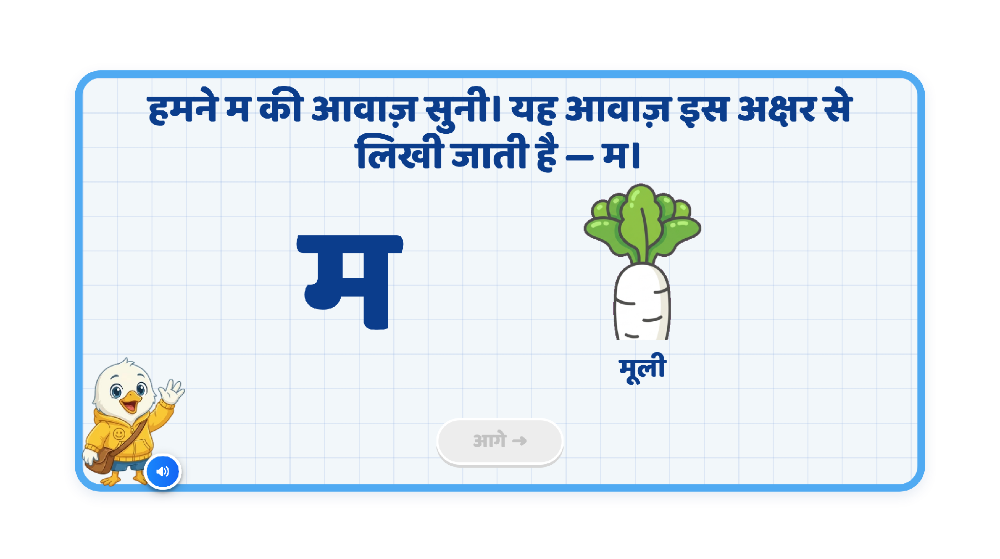 हमने म की आवाज़ सुनी। यह आवाज़ इस अक्षर से
लिखी जाती है — म।
म
मूली
आगे →